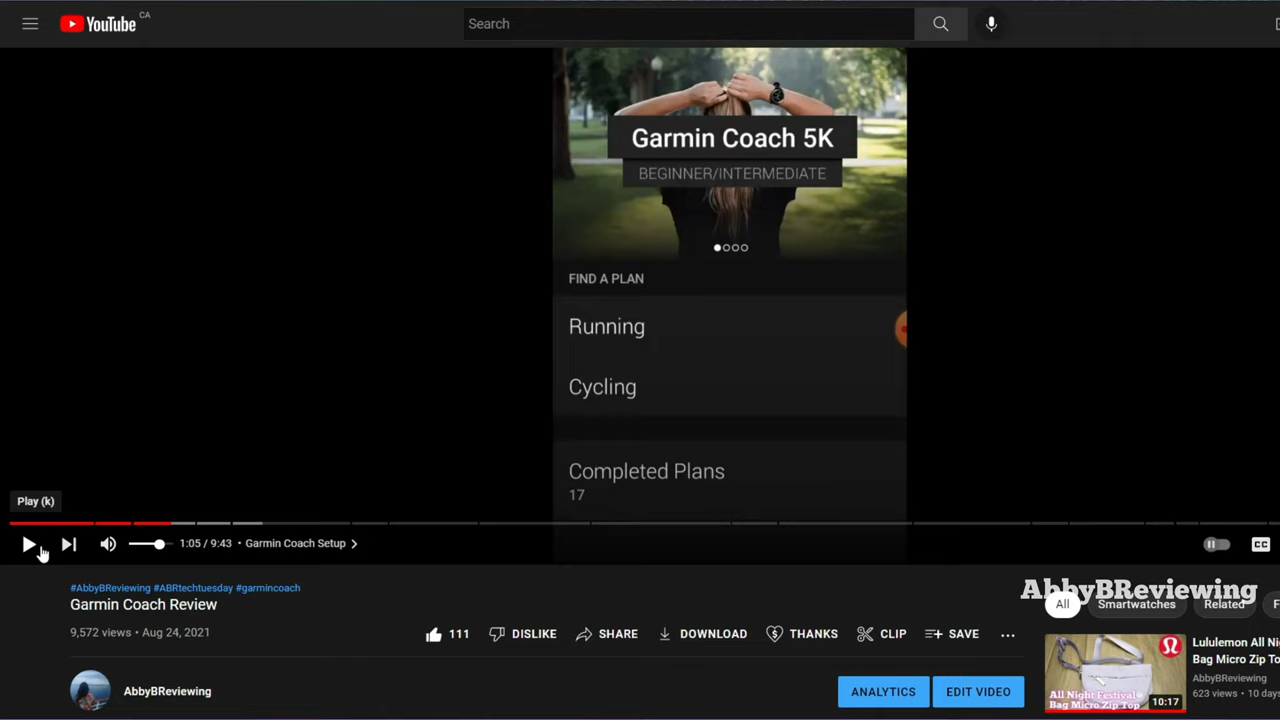 YouTube CA
Search
Garmin Coach 5K
BEGINNER/INTERMEDIATE
FIND A PLAN
Running
Cycling
Completed Plans
17
Play (k)
1:05 / 9:43 • Garmin Coach Setup >
CC
#AbbyBReviewing #ABRtechtuesday #garmincoach
Garmin Coach Review
9,572 views • Aug 24, 2021
111 DISLIKE SHARE DOWNLOAD THANKS CLIP SAVE ...
AbbyBReviewing
ANALYTICS EDIT VIDEO
AbbyBReviewing
All Smartwatches Related F
Lululemon All Ni
Bag Micro Zip To
AbbyBReviewing
623 views • 10 days
All Night Festival
Bag Micro Zip Top
10:17